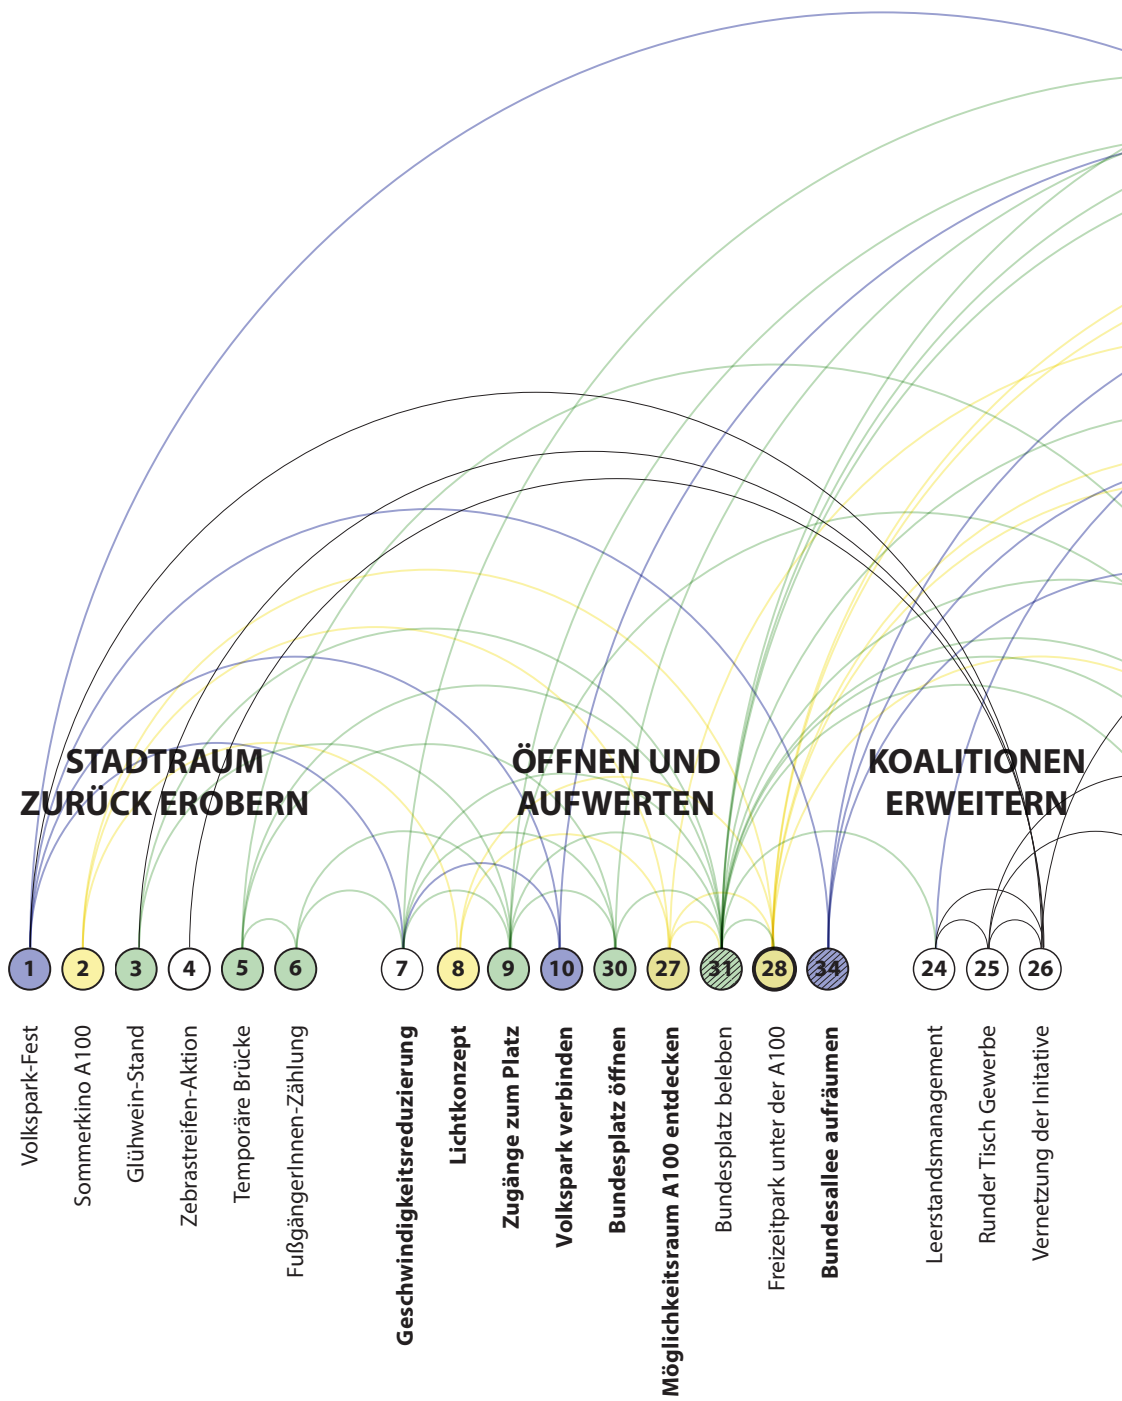 STADTRAUM
ZURÜCK EROBERN
ÖFFNEN UND
AUFWERTEN
KOALITIONEN
ERWEITERN
1
2
3
4
5
6
7
8
9
10
30
27
31
28
34
24
25
26
Volkspark-Fest
Sommerkino A100
Glühwein-Stand
Zebrastreifen-Aktion
Temporäre Brücke
FußgängerInnen-Zählung
Geschwindigkeitsreduzierung
Lichtkonzept
Zugänge zum Platz
Volkspark verbinden
Bundesplatz öffnen
Möglichkeitsraum A100 entdecken
Bundesplatz beleben
Freizeitpark unter der A100
Bundesallee aufräumen
Leerstandsmanagement
Runder Tisch Gewerbe
Vernetzung der Initative